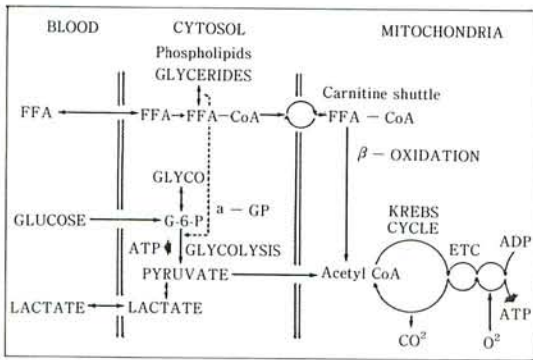 BLOOD CYTOSOL MITOCHONDRIA
Phospholipids
GLYCERIDES
Carnitine shuttle
FFA FFA FFA-CoA FFA - CoA
β - OXIDATION
GLYCO
a - GP
GLUCOSE G-6-P
KREBS
CYCLE
ATP GLYCOLYSIS
ETC ADP
PYRUVATE Acetyl CoA
LACTATE LACTATE
ATP
CO² O²